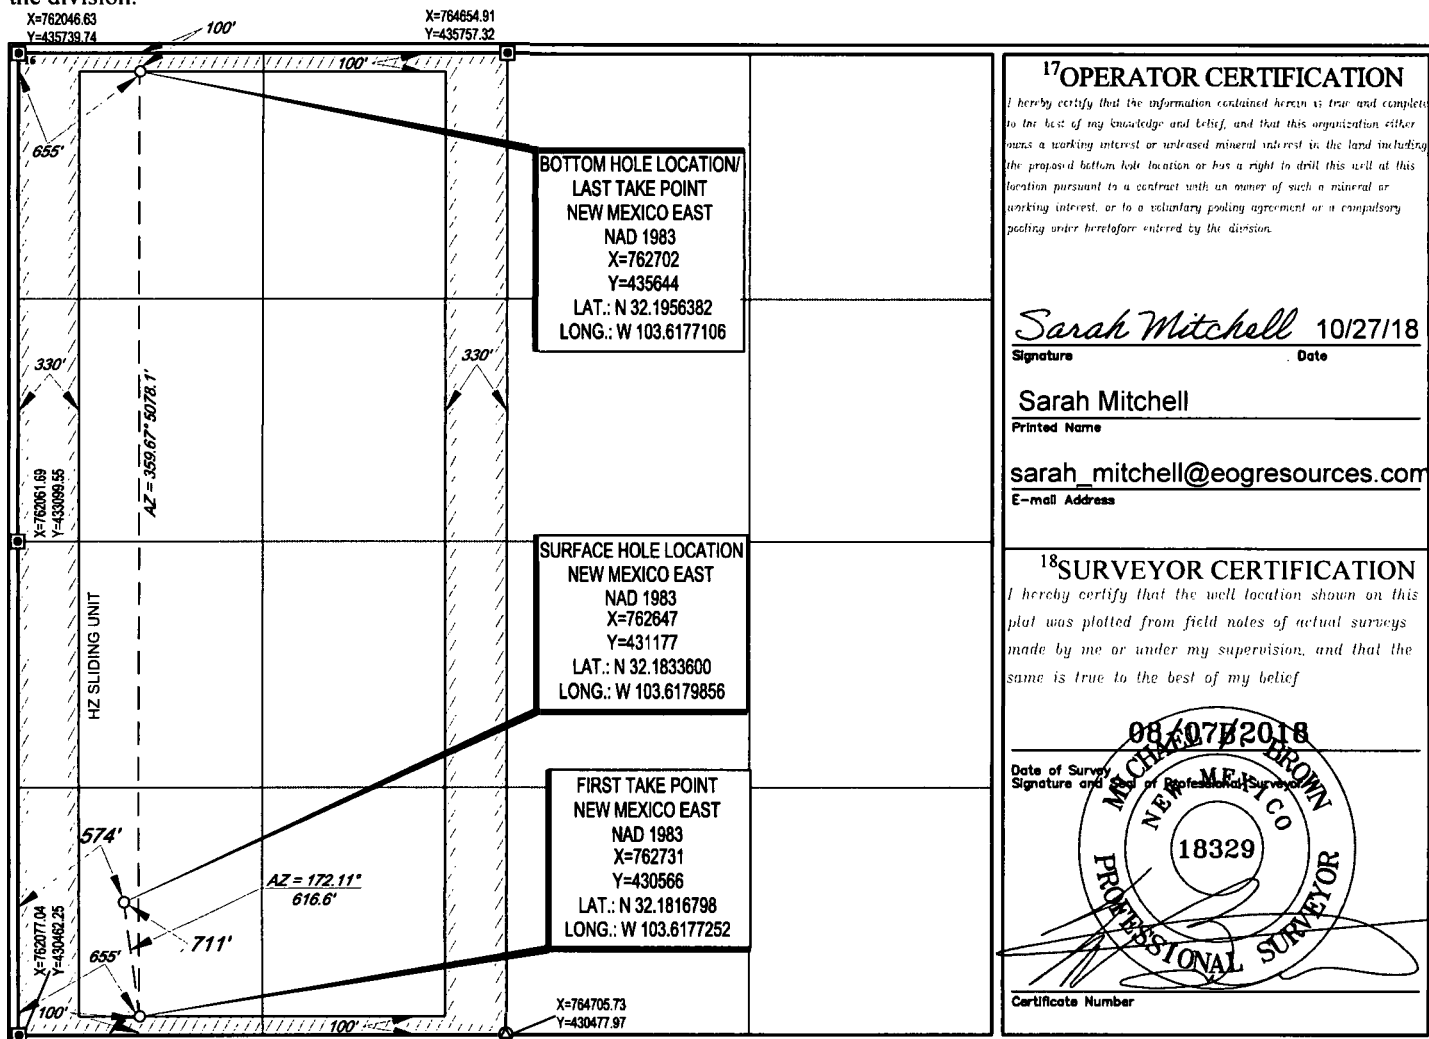 the division.
X=762046.63
Y=435739.74
100'
X=764654.91
Y=435757.32
16
100'
655'
BOTTOM HOLE LOCATION/
LAST TAKE POINT
NEW MEXICO EAST
NAD 1983
X=762702
Y=435644
LAT.: N 32.1956382
LONG.: W 103.6177106
330'
330'
AZ = 359.67° 5078.1'
X=762061.69
Y=433099.55
HZ SLIDING UNIT
SURFACE HOLE LOCATION
NEW MEXICO EAST
NAD 1983
X=762647
Y=431177
LAT.: N 32.1833600
LONG.: W 103.6179856
FIRST TAKE POINT
NEW MEXICO EAST
NAD 1983
X=762731
Y=430566
LAT.: N 32.1816798
LONG.: W 103.6177252
574'
AZ = 172.11°
616.6'
711'
655'
X=762077.04
Y=430462.25
100'
100'
X=764705.73
Y=430477.97
17 OPERATOR CERTIFICATION
I hereby certify that the information contained herein is true and complete
to the best of my knowledge and belief, and that this organization either
owns a working interest or unleased mineral interest in the land including
the proposed bottom hole location or has a right to drill this well at this
location pursuant to a contract with an owner of such a mineral or
working interest, or to a voluntary pooling agreement or a compulsory
pooling order heretofore entered by the division.
Sarah Mitchell 10/27/18
Signature Date
Sarah Mitchell
Printed Name
sarah_mitchell@eogresources.com
E-mail Address
18 SURVEYOR CERTIFICATION
I hereby certify that the well location shown on this
plat was plotted from field notes of actual surveys
made by me or under my supervision, and that the
same is true to the best of my belief
08/07/2018
Date of Survey
Signature and Seal of Professional Surveyor
MICHAEL B. BROWN
NEW MEXICO
18329
PROFESSIONAL SURVEYOR
Certificate Number